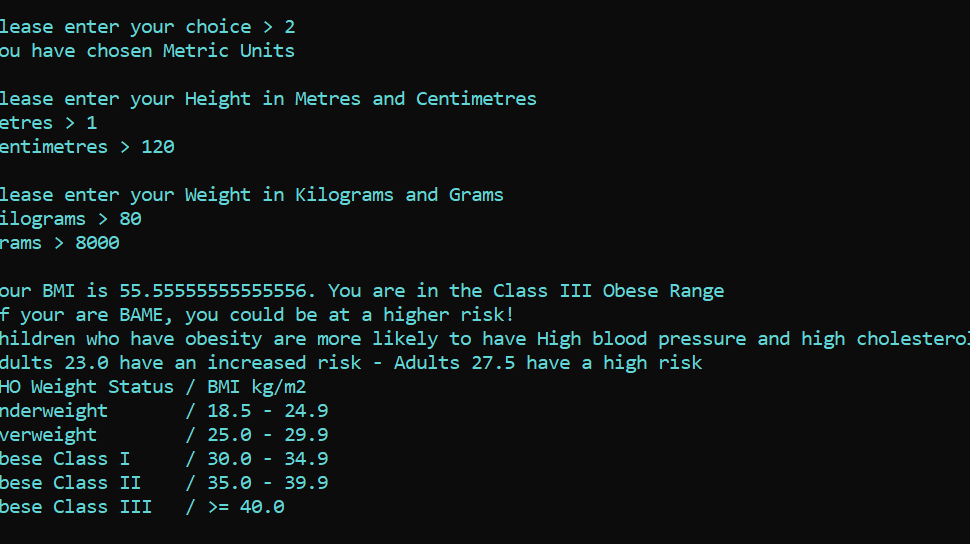 lease enter your choice > 2
ou have chosen Metric Units
lease enter your Height in Metres and Centimetres
etres > 1
entimetres > 120
lease enter your Weight in Kilograms and Grams
ilograms > 80
rams > 8000
our BMI is 55.55555555555556. You are in the Class III Obese Range
f your are BAME, you could be at a higher risk!
hildren who have obesity are more likely to have High blood pressure and high cholesterol
dults 23.0 have an increased risk - Adults 27.5 have a high risk
HO Weight Status / BMI kg/m2
nderweight / 18.5 - 24.9
verweight / 25.0 - 29.9
bese Class I / 30.0 - 34.9
bese Class II / 35.0 - 39.9
bese Class III / >= 40.0